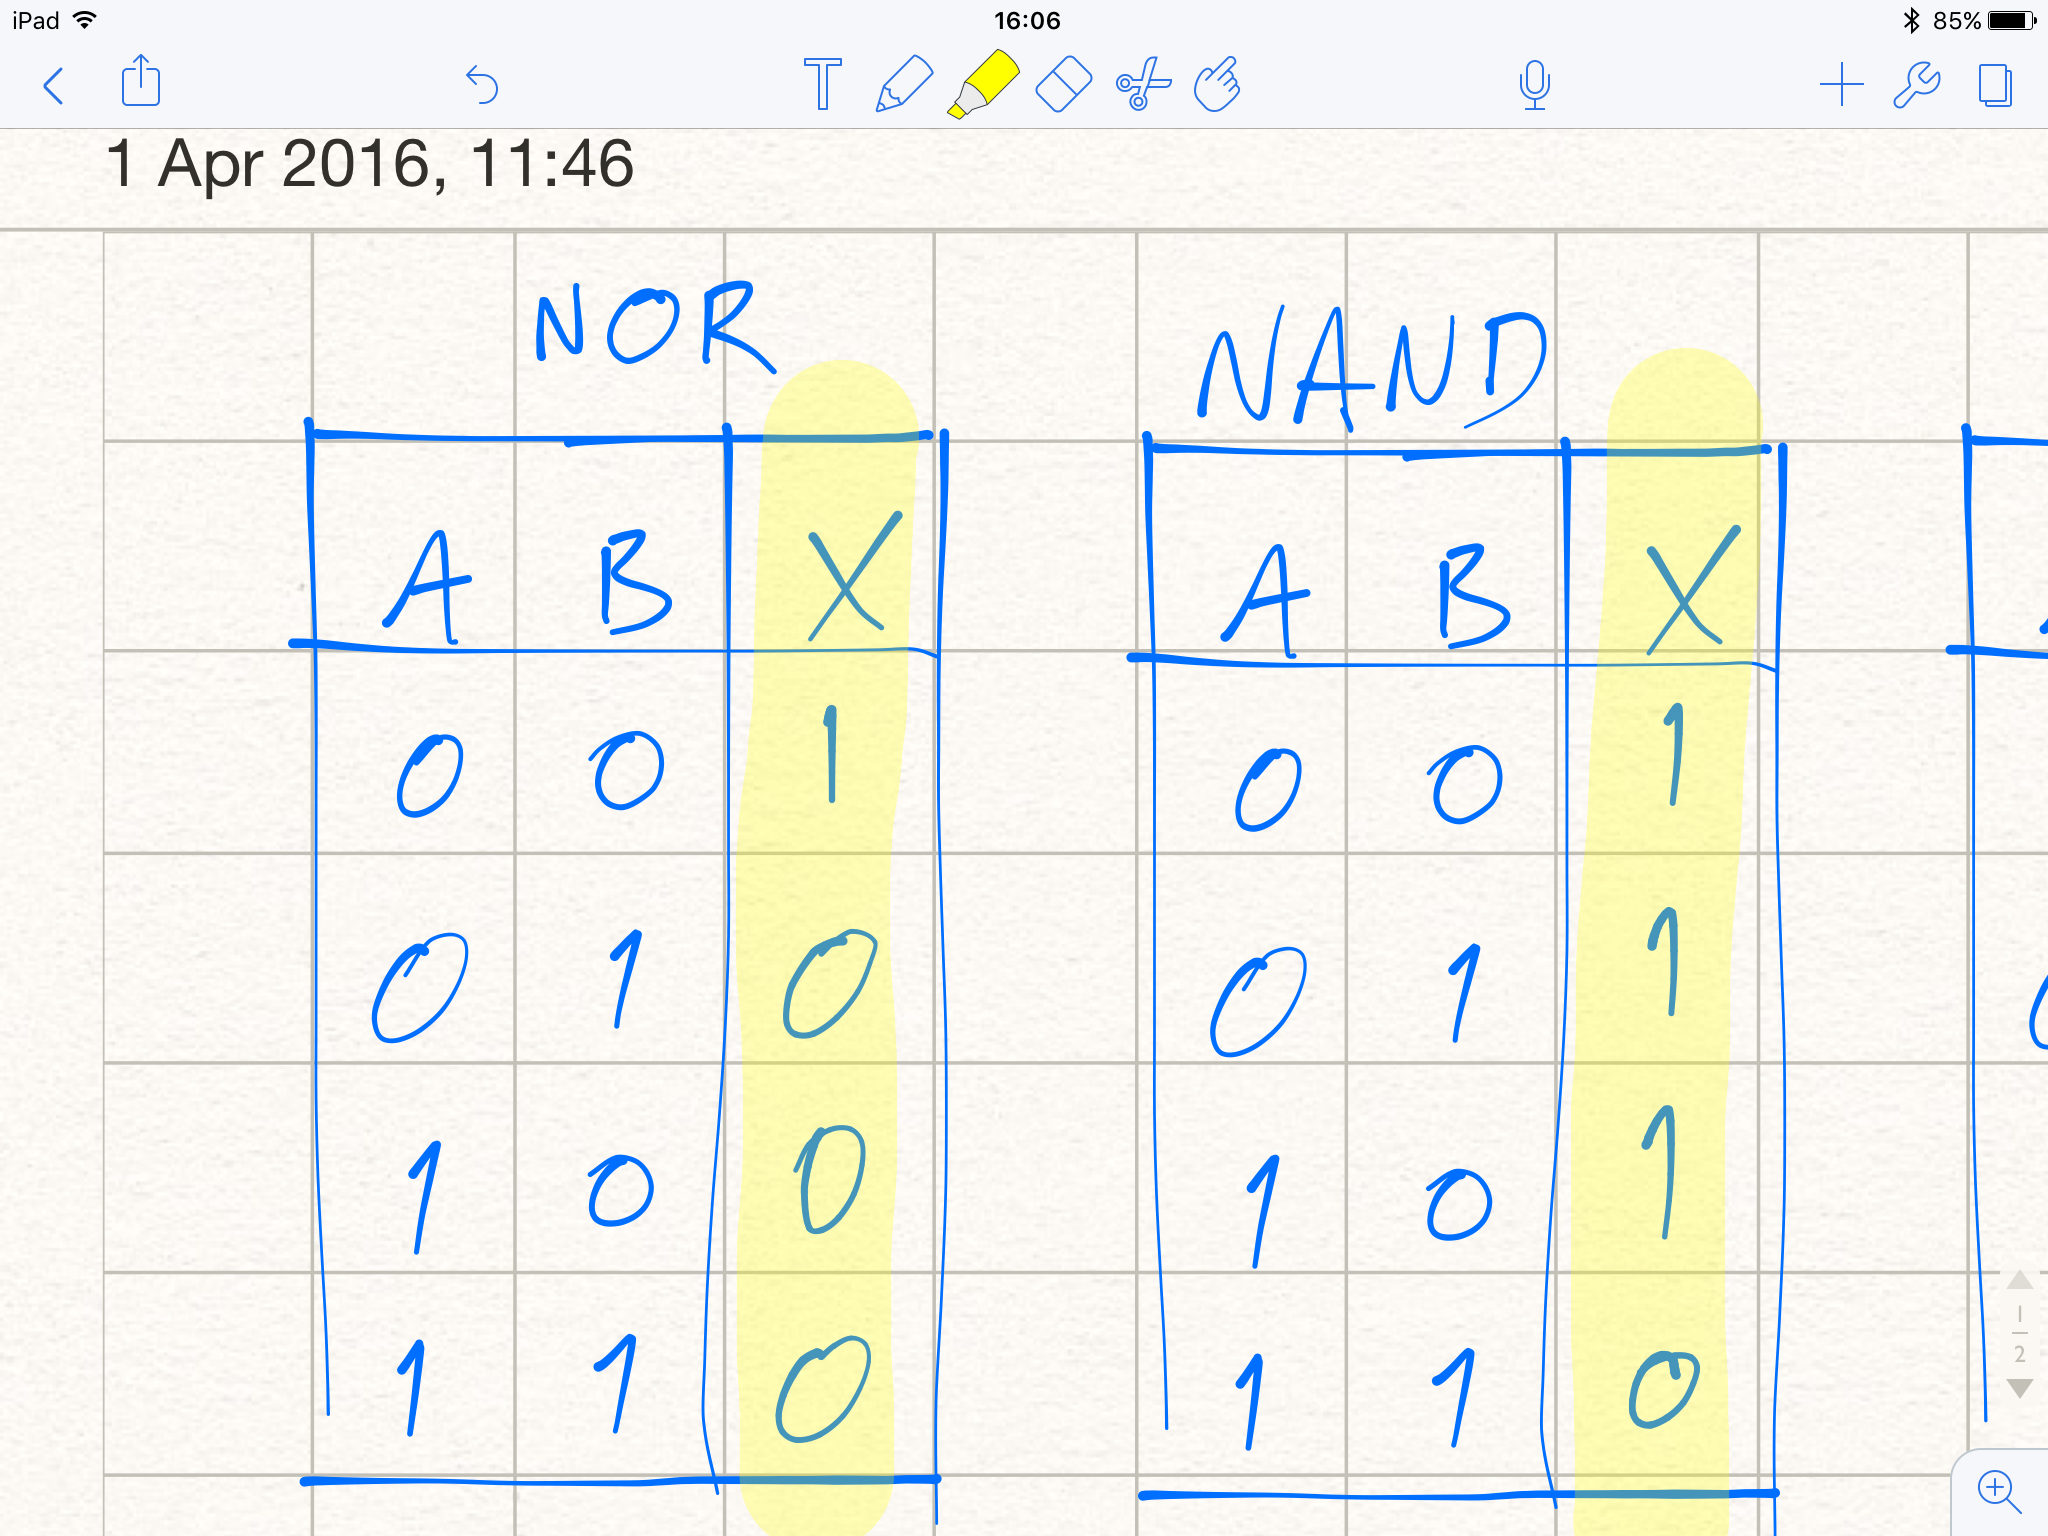 iPad 16:06 85%
T
1 Apr 2016, 11:46
NOR NAND
A B X A B X
0 0 1 0 0 1
0 1 0 0 1 1
1 0 0 1 0 1
1 1 0 1 1 0
1
2